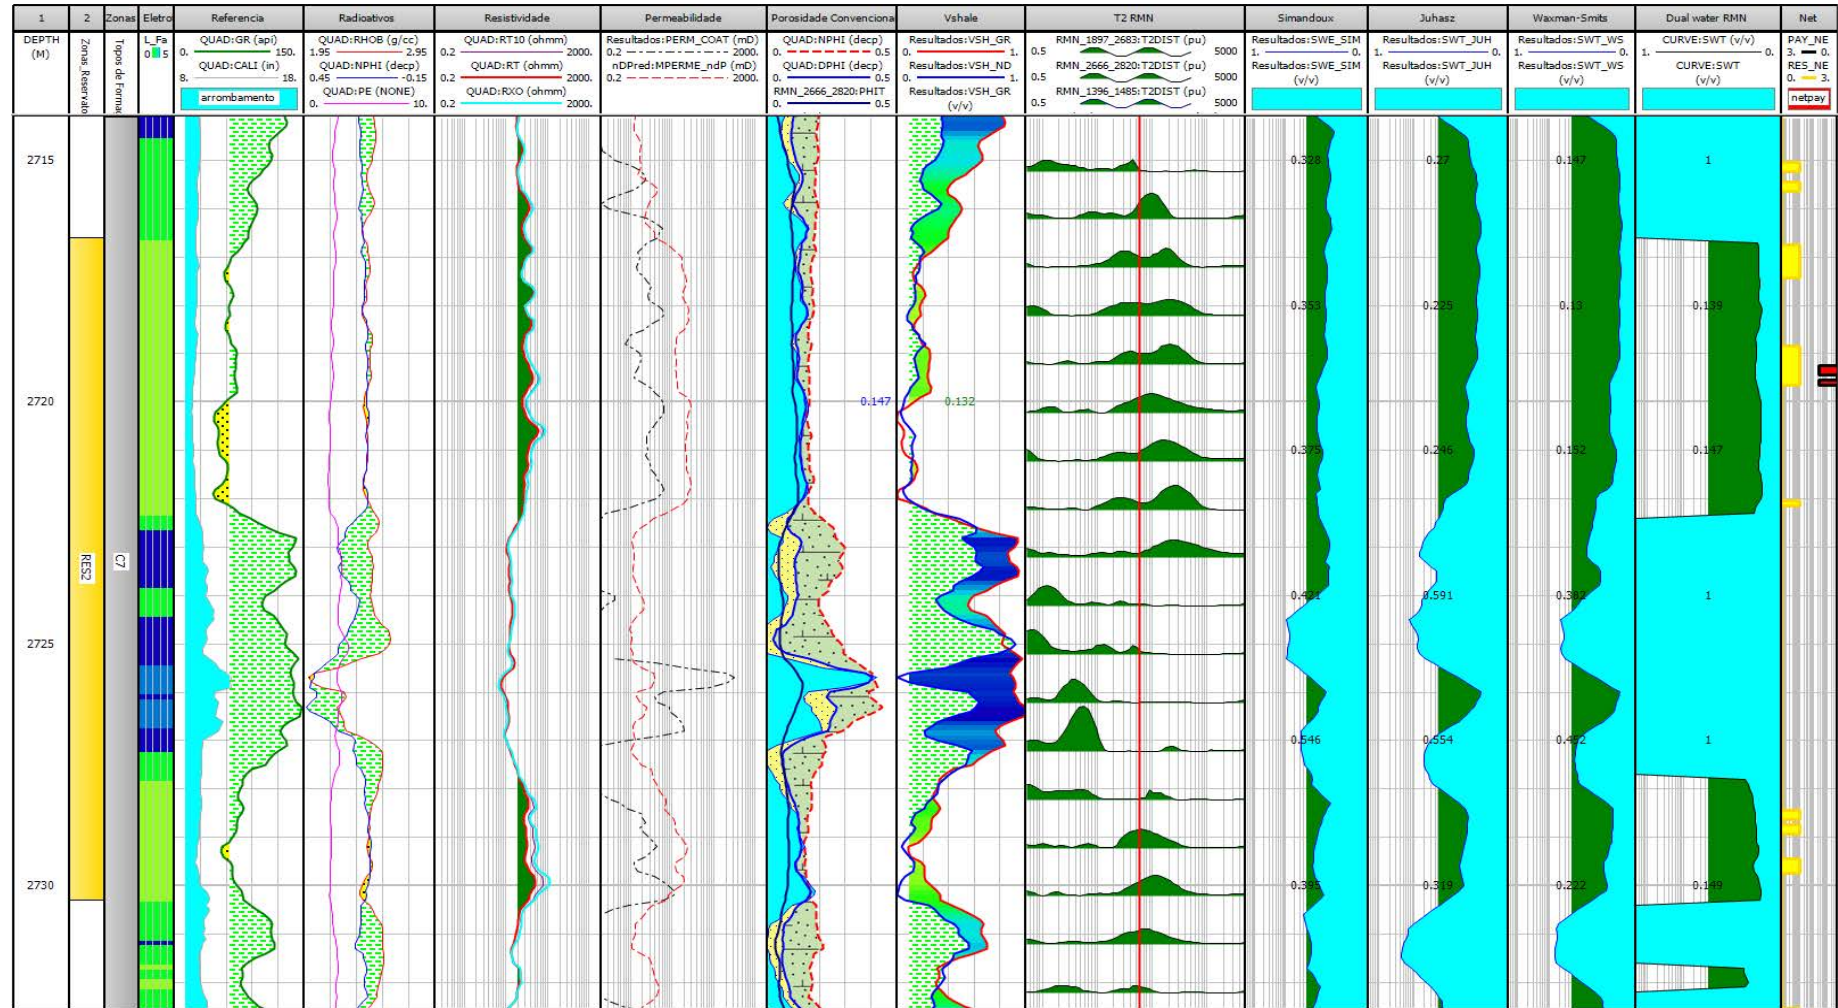 1 2 Zonas Eletro Referencia Radioativos Resistividade Permeabilidade Porosidade Convenciona Vshale T2 RMN Simandoux Juhasz Waxman-Smits Dual water RMN Net
DEPTH (M)
Zonas_Reservato
Topos de Formac
L_Fa
0 5
QUAD:GR (api)
0. 150.
QUAD:CALI (in)
8. 18.
arrombamento
QUAD:RHOB (g/cc)
1.95 2.95
QUAD:NPHI (decp)
0.45 -0.15
QUAD:PE (NONE)
0. 10.
QUAD:RT10 (ohmm)
0.2 2000.
QUAD:RT (ohmm)
0.2 2000.
QUAD:RXO (ohmm)
0.2 2000.
Resultados:PERM_COAT (mD)
0.2 2000.
nDPred:MPERME_ndP (mD)
0.2 2000.
QUAD:NPHI (decp)
0. 0.5
QUAD:DPHI (decp)
0. 0.5
RMN_2666_2820:PHIT
0. 0.5
Resultados:VSH_GR
0. 1.
Resultados:VSH_ND
0. 1.
Resultados:VSH_GR
(v/v)
RMN_1897_2683:T2DIST (pu)
0.5 5000
RMN_2666_2820:T2DIST (pu)
0.5 5000
RMN_1396_1485:T2DIST (pu)
0.5 5000
Resultados:SWE_SIM
1. 0.
Resultados:SWE_SIM
(v/v)
Resultados:SWT_JUH
1. 0.
Resultados:SWT_JUH
(v/v)
Resultados:SWT_WS
1. 0.
Resultados:SWT_WS
(v/v)
CURVE:SWT (v/v)
1. 0.
CURVE:SWT
(v/v)
PAY_NE
3. 0.
RES_NE
0. 3.
netpay
2715 0.328 0.27 0.147 1
0.353 0.225 0.13 0.139
2720 0.147 0.132
0.375 0.246 0.152 0.147
RES2
C7
0.421 0.591 0.382 1
2725
0.546 0.554 0.452 1
2730 0.395 0.319 0.222 0.149